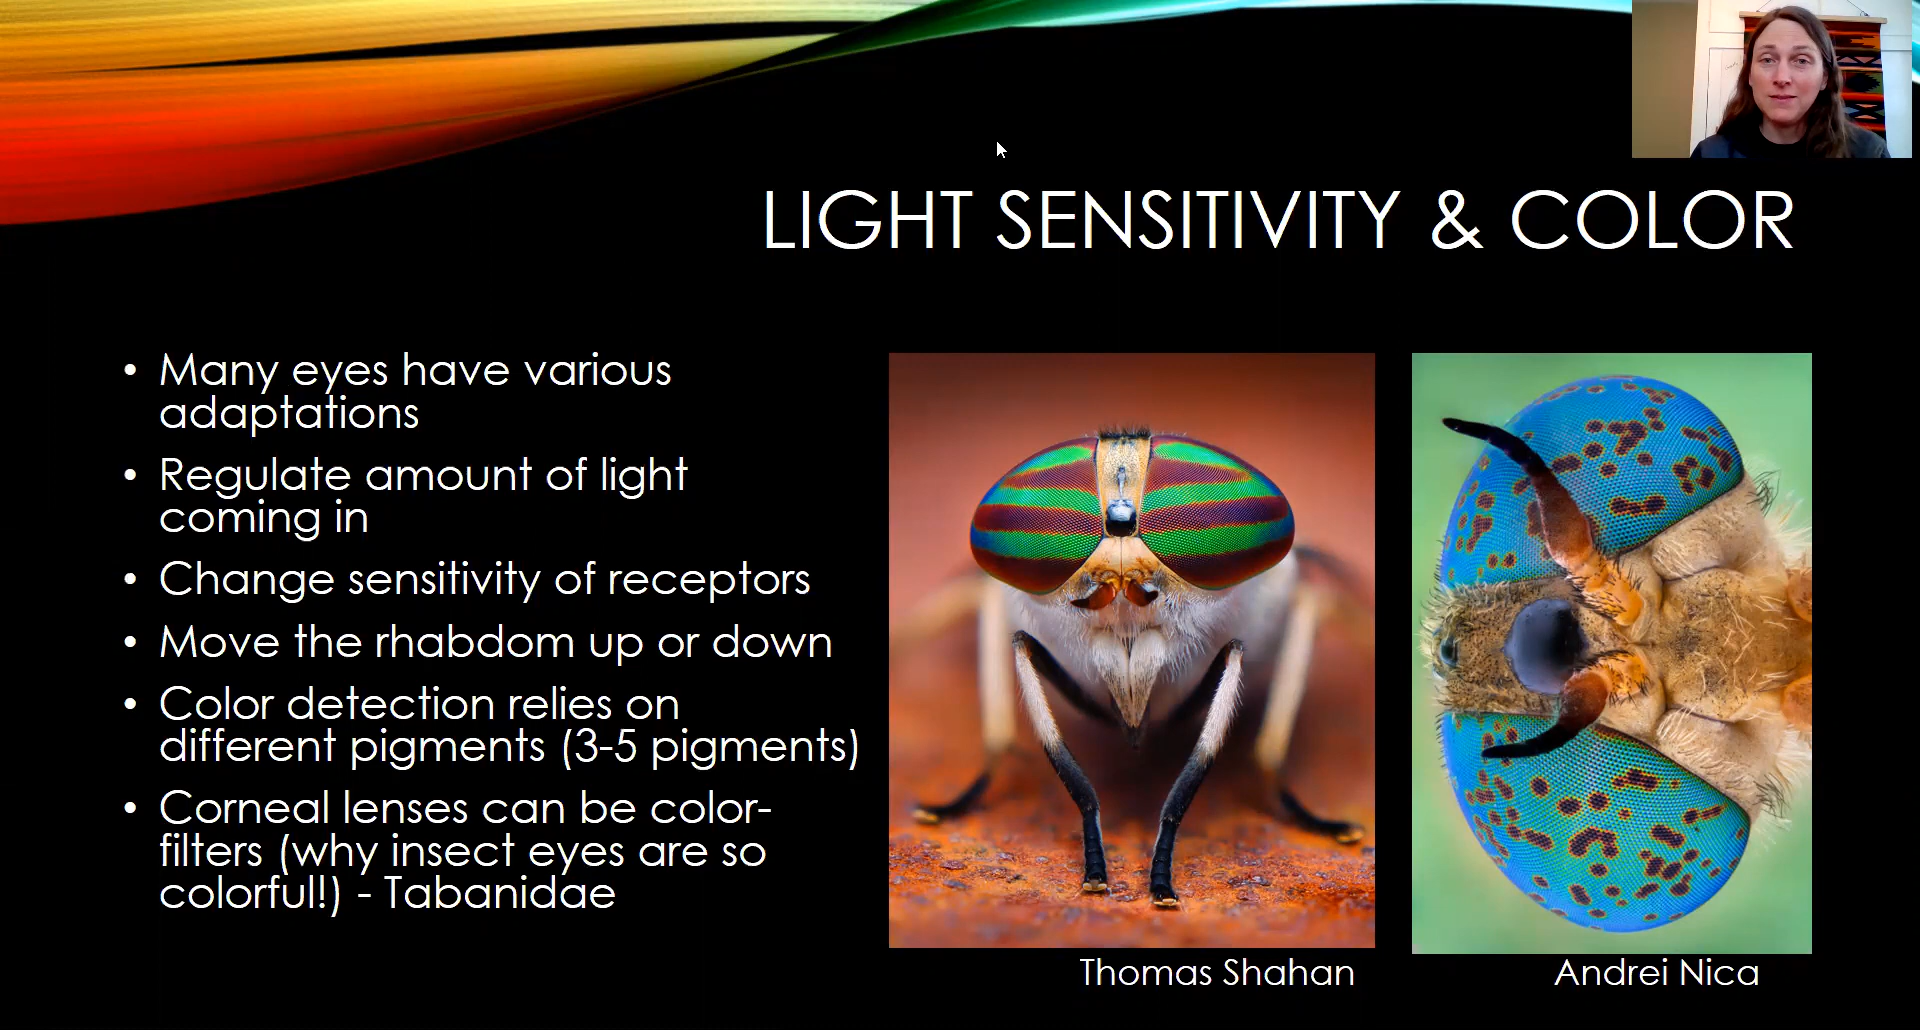 LIGHT SENSITIVITY & COLOR
• Many eyes have various
adaptations
• Regulate amount of light
coming in
• Change sensitivity of receptors
• Move the rhabdom up or down
• Color detection relies on
different pigments (3-5 pigments)
• Corneal lenses can be color-
filters (why insect eyes are so
colorful!) - Tabanidae
Thomas Shahan
Andrei Nica